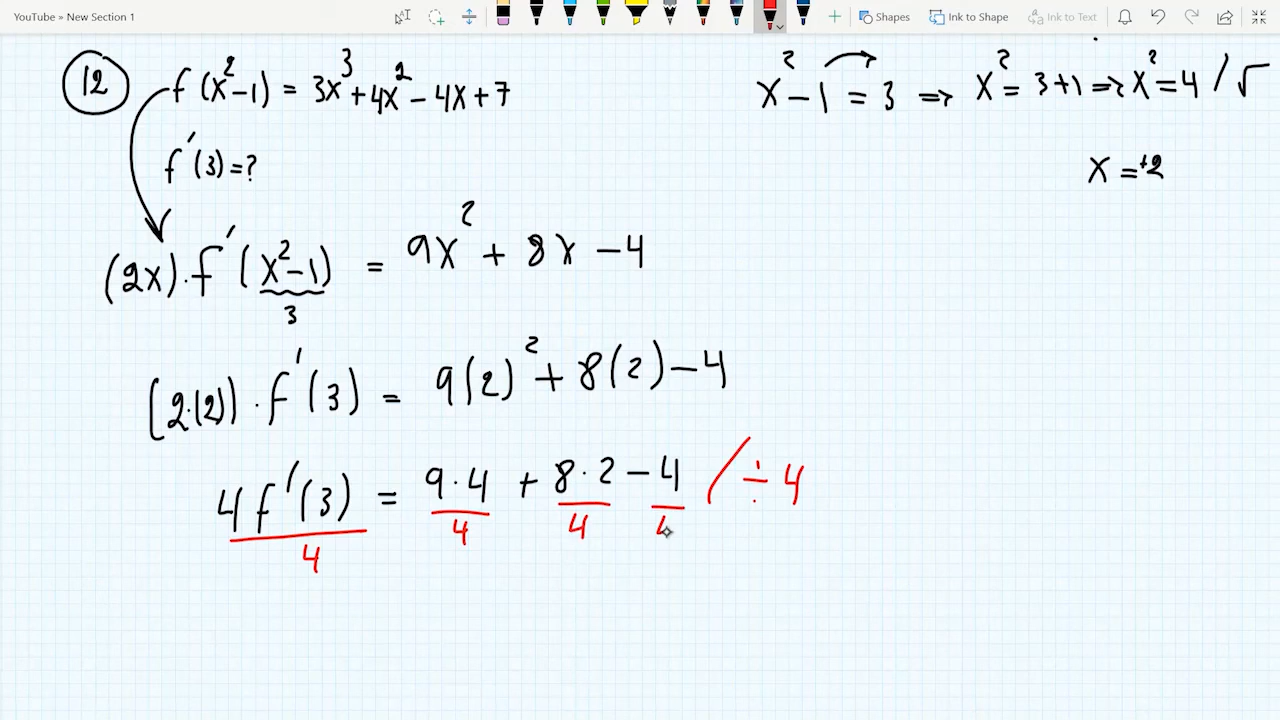 YouTube » New Section 1
Shapes Ink to Shape Ink to Text
12 f(x²-1) = 3x³+4x²-4x+7
x²-1=3 ⇒ x²=3+1 ⇒ x²=4 /√
f'(3)=?
x=+2
(2x)·f'(x²-1) = 9x²+8x-4
3
(2·(2))·f'(3) = 9(2)²+8(2)-4
4f'(3) = 9·4 + 8·2 - 4 / ÷4
4 4 4 4